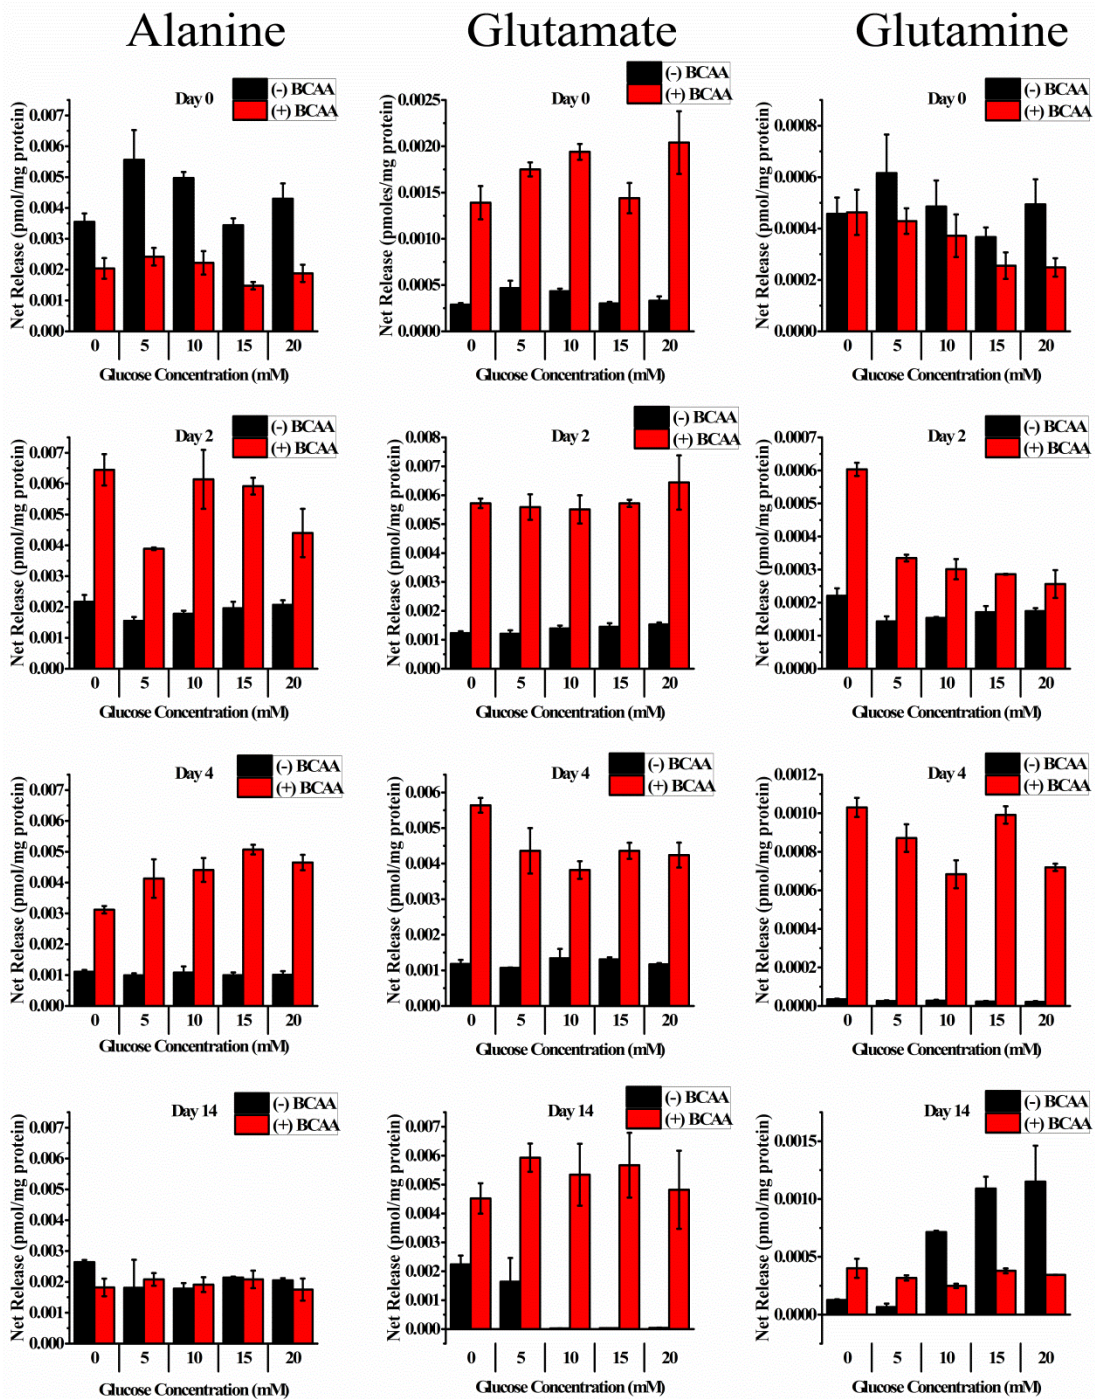 Alanine Glutamate Glutamine
Day 0
(-) BCAA
(+) BCAA
Net Release (pmol/mg protein)
0.007
0.006
0.005
0.004
0.003
0.002
0.001
0.000
0 5 10 15 20
Glucose Concentration (mM)
Day 0
(-) BCAA
(+) BCAA
Net Release (pmoles/mg protein)
0.0025
0.0020
0.0015
0.0010
0.0005
0.0000
0 5 10 15 20
Glucose Concentration (mM)
Day 0
(-) BCAA
(+) BCAA
Net Release (pmol/mg protein)
0.0008
0.0006
0.0004
0.0002
0.0000
0 5 10 15 20
Glucose Concentration (mM)
Day 2
(-) BCAA
(+) BCAA
Net Release (pmol/mg protein)
0.007
0.006
0.005
0.004
0.003
0.002
0.001
0.000
0 5 10 15 20
Glucose Concentration (mM)
Day 2
(-) BCAA
(+) BCAA
Net Release (pmol/mg protein)
0.008
0.007
0.006
0.005
0.004
0.003
0.002
0.001
0.000
0 5 10 15 20
Glucose Concentration (mM)
Day 2
(-) BCAA
(+) BCAA
Net Release (pmol/mg protein)
0.0007
0.0006
0.0005
0.0004
0.0003
0.0002
0.0001
0.0000
0 5 10 15 20
Glucose Concentration (mM)
Day 4
(-) BCAA
(+) BCAA
Net Release (pmol/mg protein)
0.007
0.006
0.005
0.004
0.003
0.002
0.001
0.000
0 5 10 15 20
Glucose Concentration (mM)
Day 4
(-) BCAA
(+) BCAA
Net Release (pmol/mg protein)
0.006
0.005
0.004
0.003
0.002
0.001
0.000
0 5 10 15 20
Glucose Concentration (mM)
Day 4
(-) BCAA
(+) BCAA
Net Release (pmol/mg protein)
0.0012
0.0010
0.0008
0.0006
0.0004
0.0002
0.0000
0 5 10 15 20
Glucose Concentration (mM)
Day 14
(-) BCAA
(+) BCAA
Net Release (pmol/mg protein)
0.007
0.006
0.005
0.004
0.003
0.002
0.001
0.000
0 5 10 15 20
Glucose Concentration (mM)
Day 14
(-) BCAA
(+) BCAA
Net Release (pmol/mg protein)
0.007
0.006
0.005
0.004
0.003
0.002
0.001
0.000
0 5 10 15 20
Glucose Concentration (mM)
Day 14
(-) BCAA
(+) BCAA
Net Release (pmol/mg protein)
0.0015
0.0010
0.0005
0.0000
0 5 10 15 20
Glucose Concentration (mM)